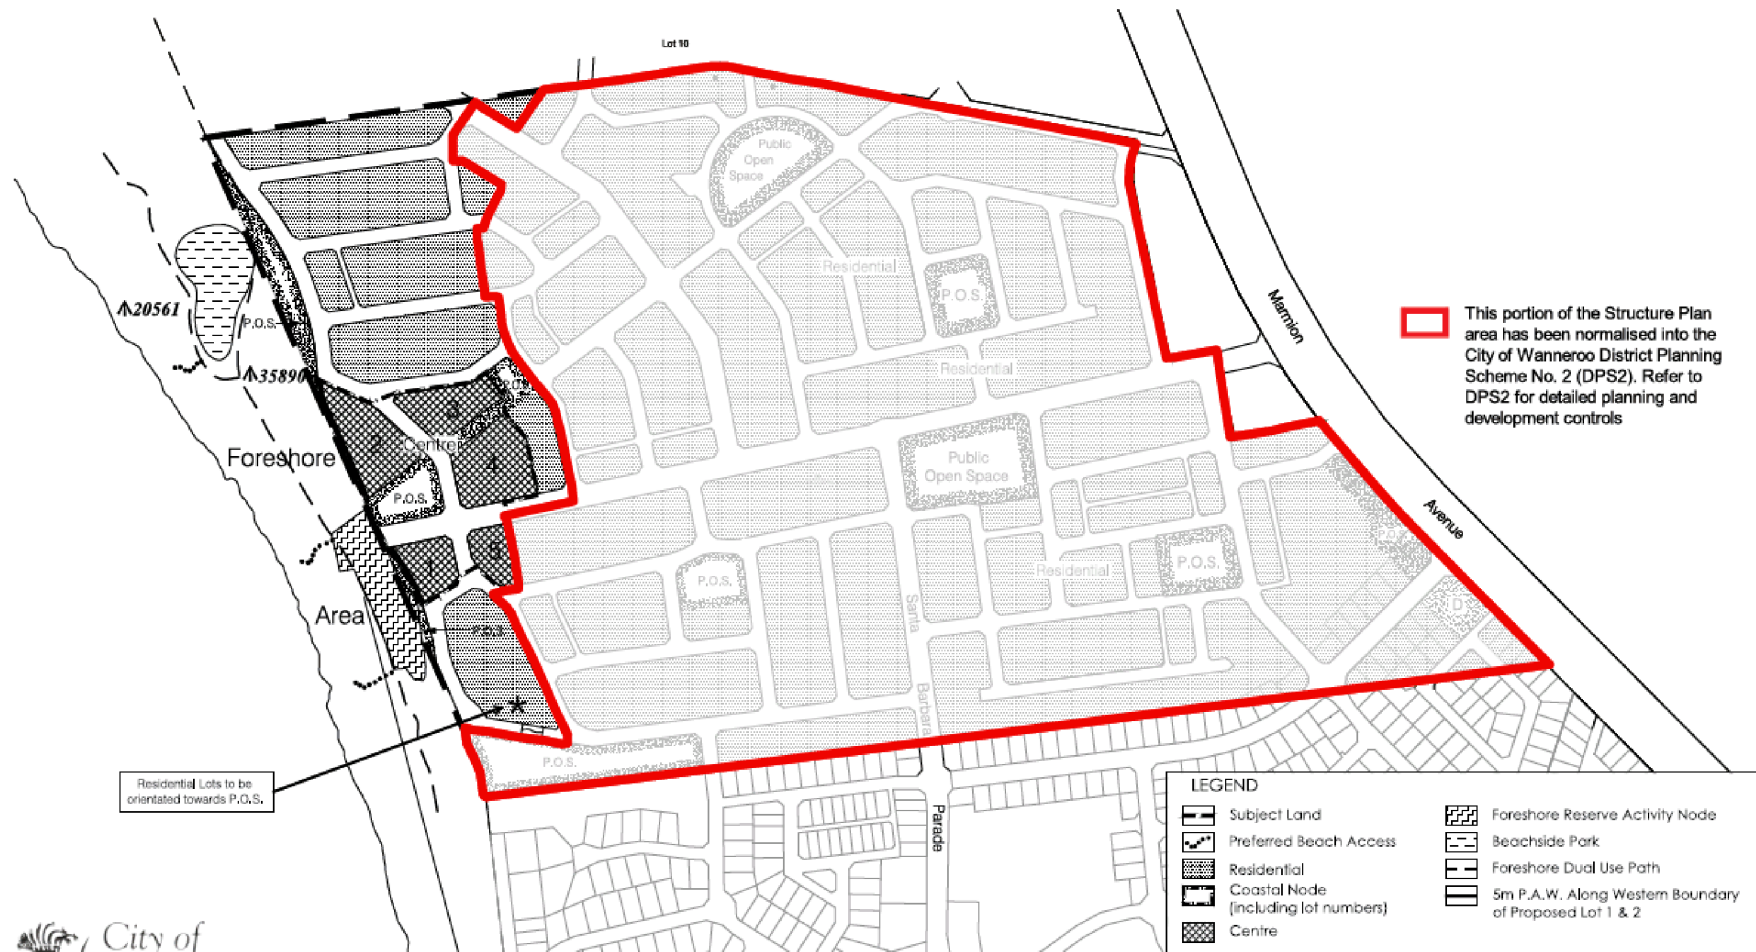 Lot 10
Public
Open
Space
Residential
P.O.S.
Marmion
This portion of the Structure Plan
area has been normalised into the
City of Wanneroo District Planning
Scheme No. 2 (DPS2). Refer to
DPS2 for detailed planning and
development controls
20561
P.O.S.
35890
P.O.S.
Residential
3
2
Centre
4
Foreshore
P.O.S.
Public
Open Space
Avenue
1
5
P.O.S.
Residential
P.O.S.
Area
P.O.S.
Santa
Barbara
D
P.O.S.
Residential Lots to be
orientated towards P.O.S.
Parade
LEGEND
Subject Land
Preferred Beach Access
Residential
Coastal Node
(including lot numbers)
Centre
Foreshore Reserve Activity Node
Beachside Park
Foreshore Dual Use Path
5m P.A.W. Along Western Boundary
of Proposed Lot 1 & 2
City of